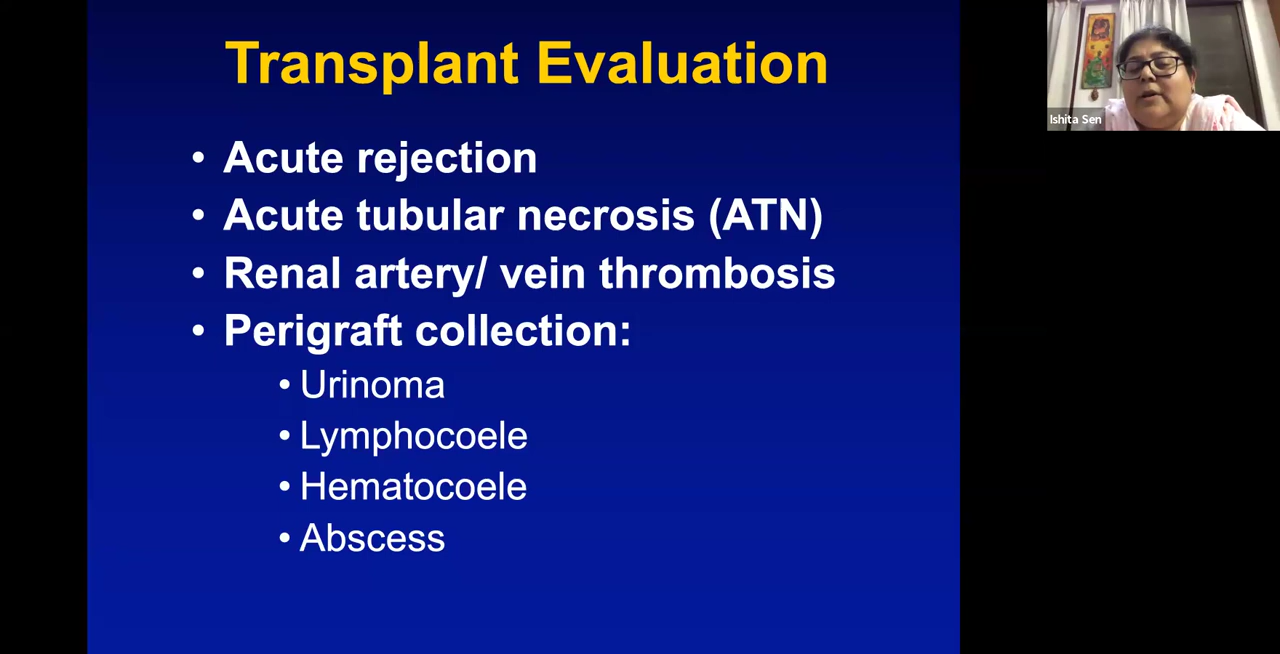 Transplant Evaluation
• Acute rejection
• Acute tubular necrosis (ATN)
• Renal artery/ vein thrombosis
• Perigraft collection:
• Urinoma
• Lymphocoele
• Hematocoele
• Abscess
Ishita Sen